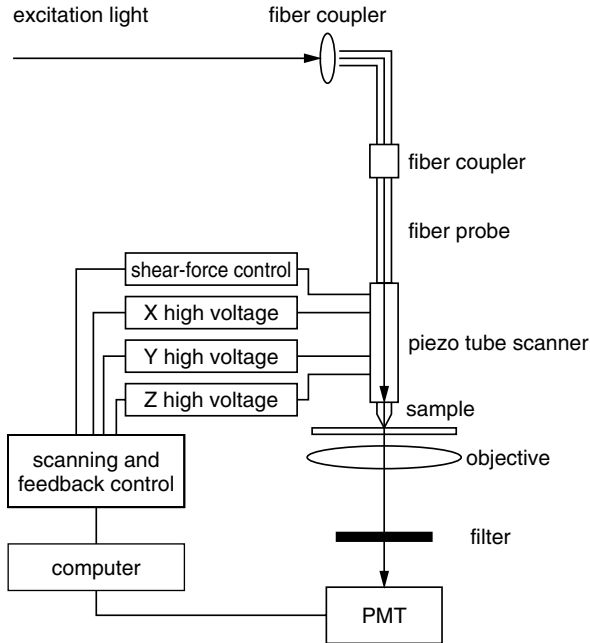 excitation light
fiber coupler
fiber coupler
fiber probe
shear-force control
X high voltage
Y high voltage
Z high voltage
piezo tube scanner
sample
scanning and
feedback control
objective
filter
computer
PMT